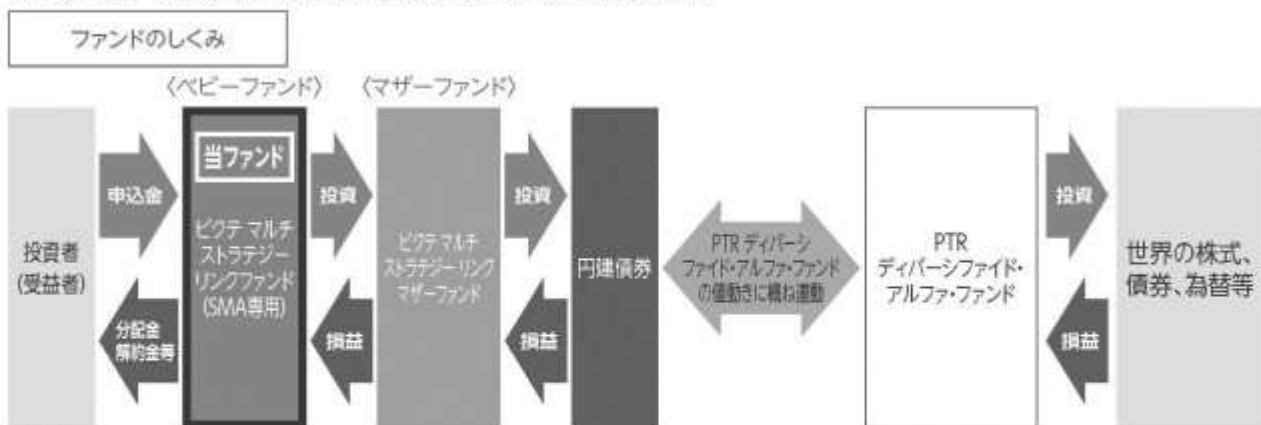 ファンドのしくみ
〈ベビーファンド〉
〈マザーファンド〉
投資者
(受益者)
申込金
分配金
解約金等
当ファンド
ピクテ マルチ
ストラテジー
リンクファンド
(SMA専用)
投資
損益
ピクテ マルチ
ストラテジー リンク
マザーファンド
投資
損益
円建債券
PTR ディバーシ
ファイド・アルファ・ファンド
の値動きに概ね連動
PTR
ディバーシファイド・
アルファ・ファンド
投資
損益
世界の株式、
債券、為替等